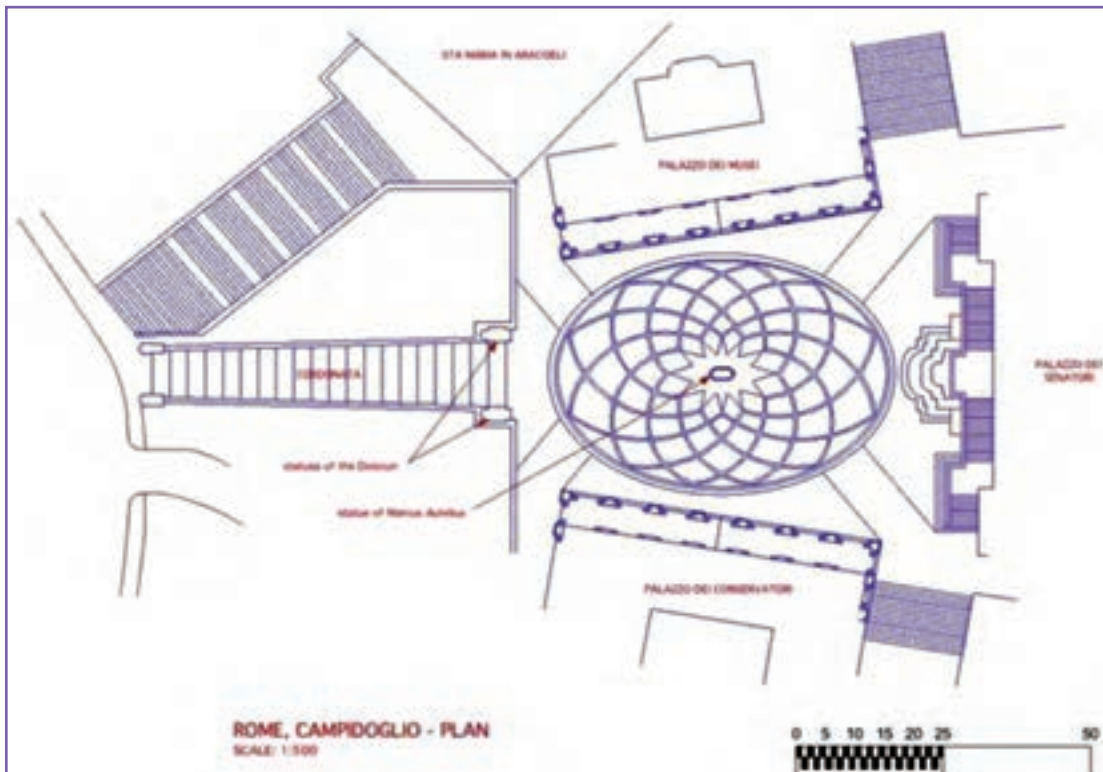 STA MARIA IN ARACOELI
PALAZZO DEI MUSEI
PALAZZO DEI
SENATORI
CORDONATA
statues of the Dioscuri
statue of Marcus Aurelius
PALAZZO DEI CONSERVATORI
ROME, CAMPIDOGLIO - PLAN
SCALE: 1:500
0 5 10 15 20 25 50